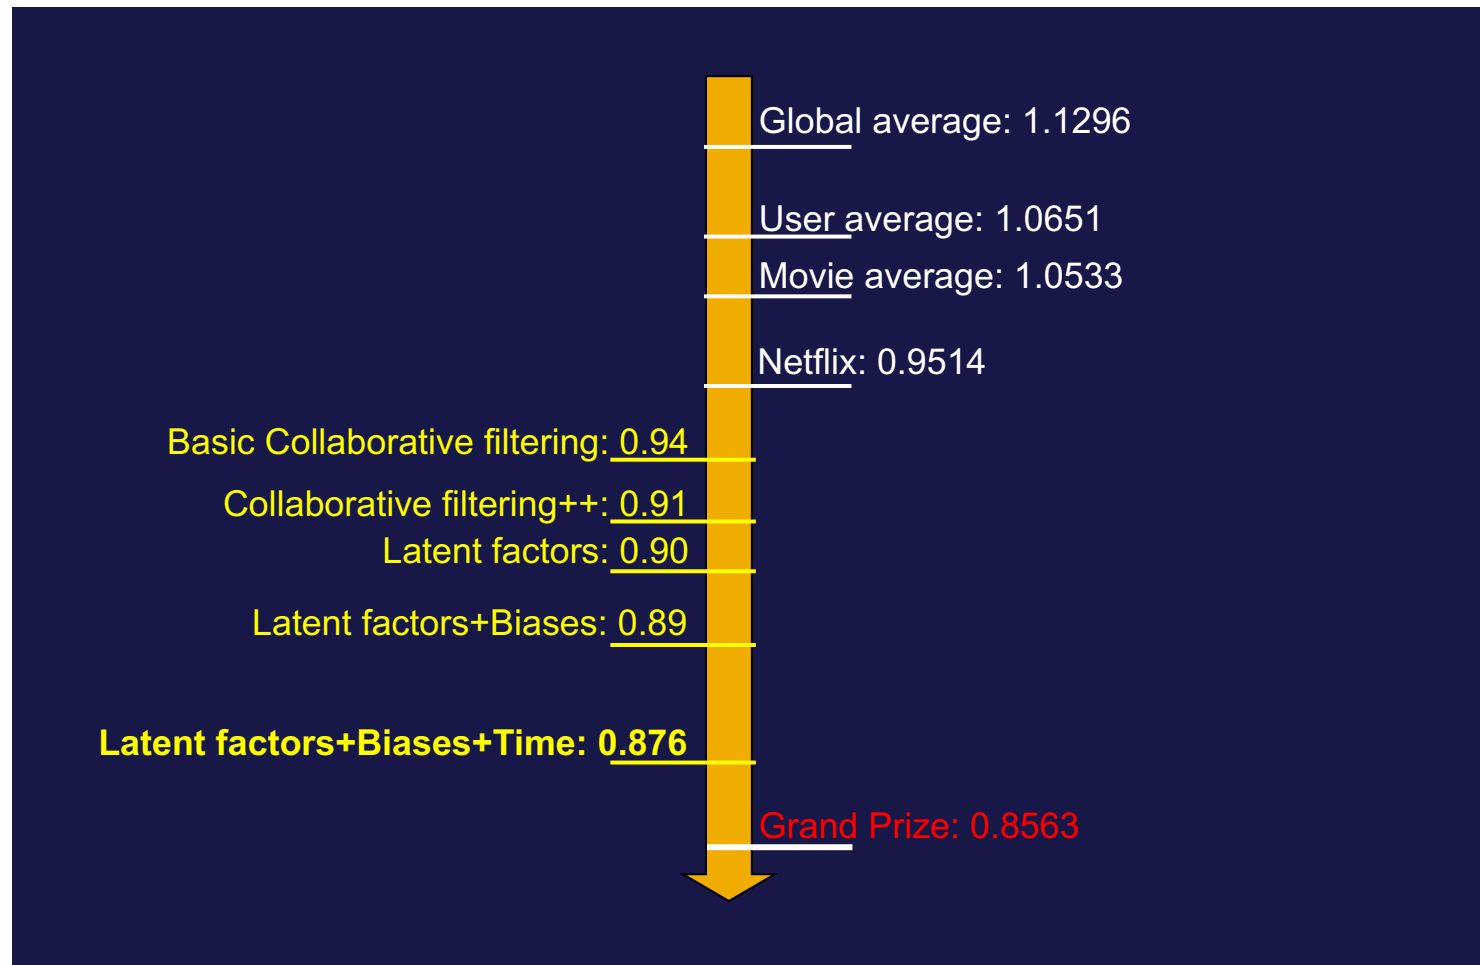 Global average: 1.1296
User average: 1.0651
Movie average: 1.0533
Netflix: 0.9514
Basic Collaborative filtering: 0.94
Collaborative filtering++: 0.91
Latent factors: 0.90
Latent factors+Biases: 0.89
Latent factors+Biases+Time: 0.876
Grand Prize: 0.8563